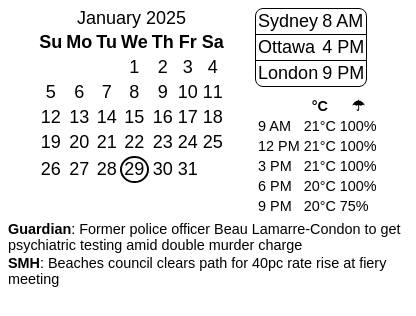 January 2025
Su Mo Tu We Th Fr Sa
1 2 3 4
5 6 7 8 9 10 11
12 13 14 15 16 17 18
19 20 21 22 23 24 25
26 27 28 29 30 31
Sydney 8 AM
Ottawa 4 PM
London 9 PM
°C ☂
9 AM 21°C 100%
12 PM 21°C 100%
3 PM 21°C 100%
6 PM 20°C 100%
9 PM 20°C 75%
Guardian: Former police officer Beau Lamarre-Condon to get
psychiatric testing amid double murder charge
SMH: Beaches council clears path for 40pc rate rise at fiery
meeting